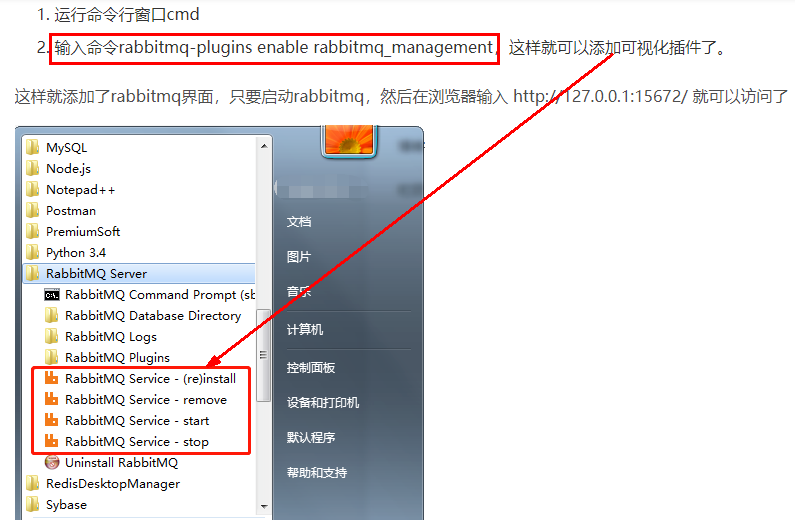 1. 运行命令行窗口cmd
2. 输入命令rabbitmq-plugins enable rabbitmq_management，这样就可以添加可视化插件了。
这样就添加了rabbitmq界面，只要启动rabbitmq，然后在浏览器输入 http://127.0.0.1:15672/ 就可以访问了
MySQL
Node.js
Notepad++
Postman
PremiumSoft
Python 3.4
RabbitMQ Server
RabbitMQ Command Prompt (sb
RabbitMQ Database Directory
RabbitMQ Logs
RabbitMQ Plugins
RabbitMQ Service - (re)install
RabbitMQ Service - remove
RabbitMQ Service - start
RabbitMQ Service - stop
Uninstall RabbitMQ
RedisDesktopManager
Sybase
文档
图片
音乐
计算机
控制面板
设备和打印机
默认程序
帮助和支持